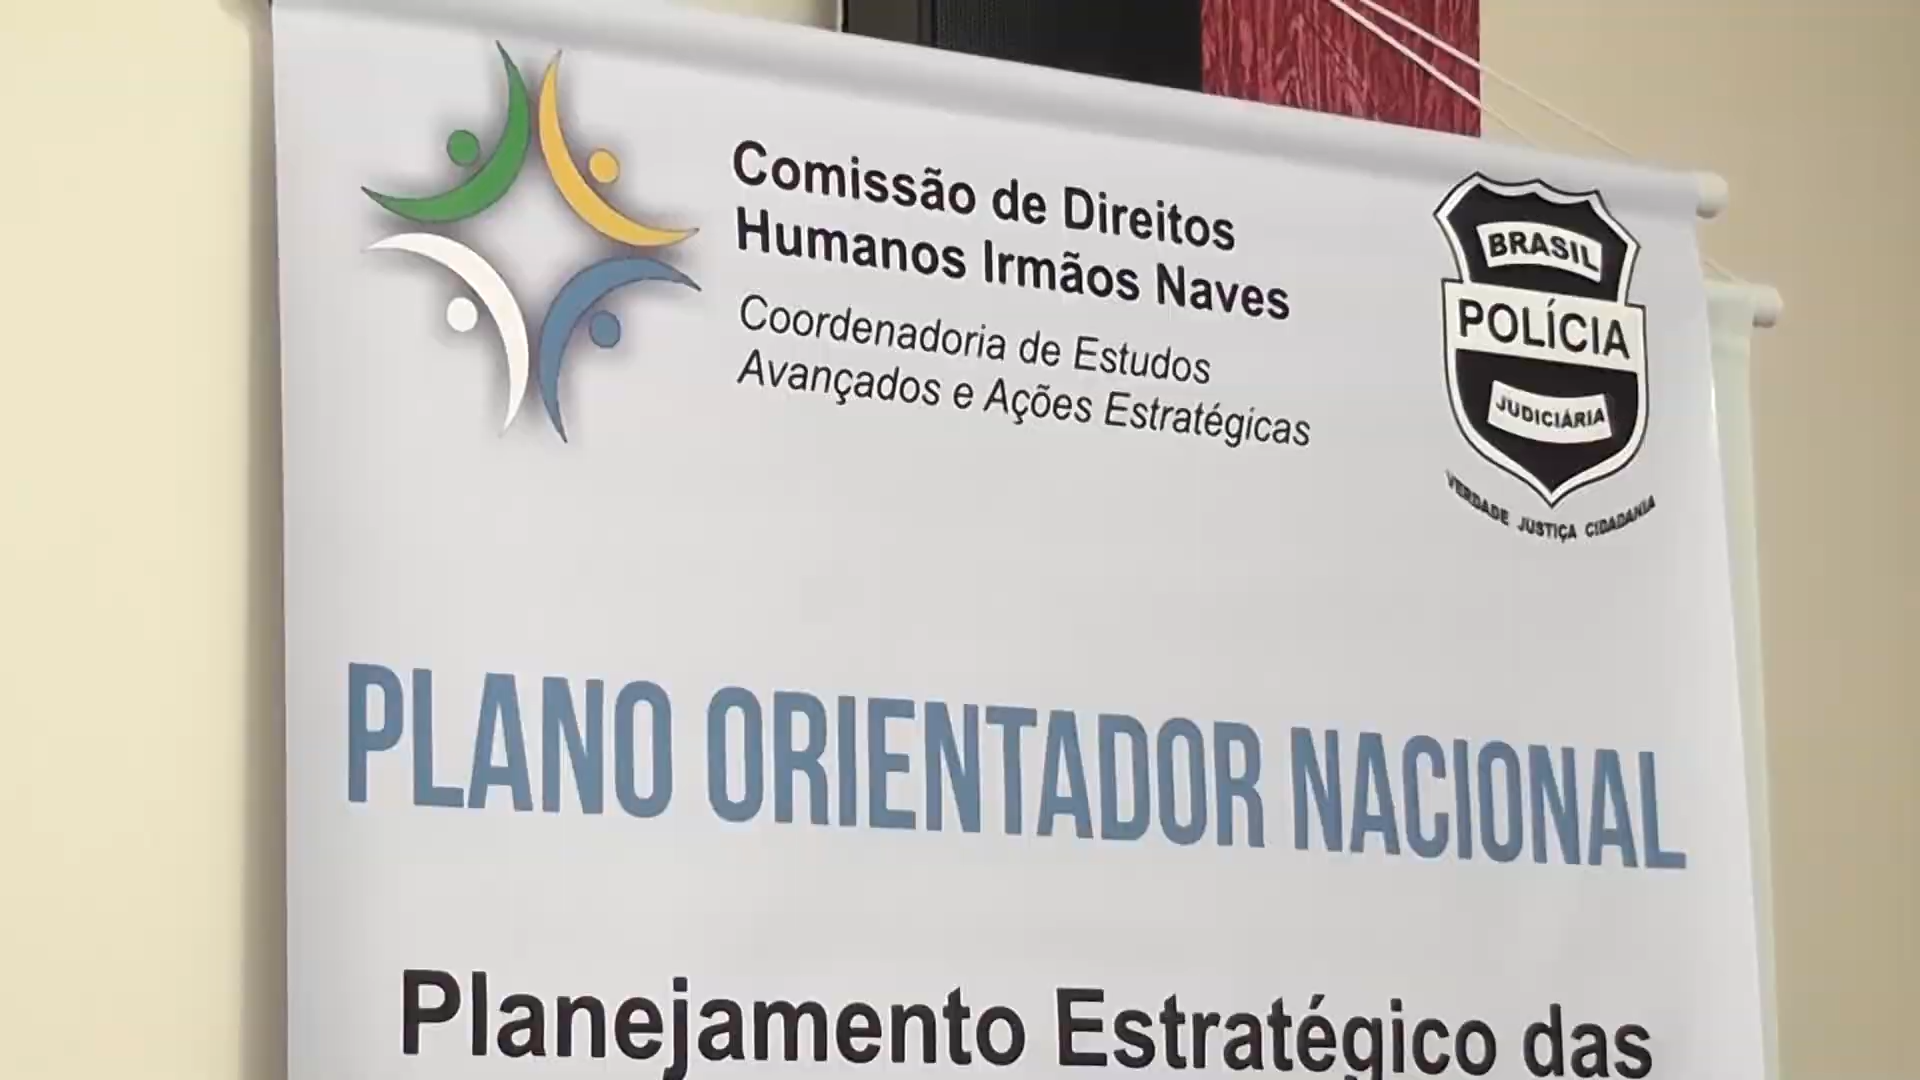 Comissão de Direitos
Humanos Irmãos Naves
Coordenadoria de Estudos
Avançados e Ações Estratégicas
BRASIL
POLÍCIA
JUDICIÁRIA
VERDADE JUSTIÇA CIDADANIA
PLANO ORIENTADOR NACIONAL
Planejamento Estratégico das